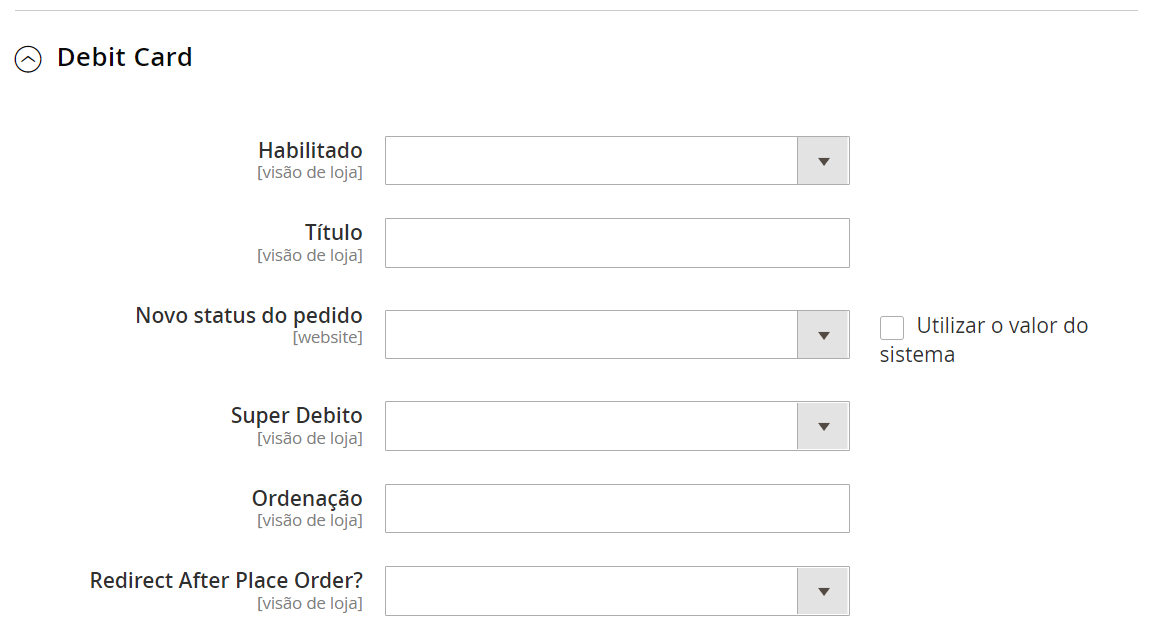 Debit Card
Habilitado
[visão de loja]
Título
[visão de loja]
Novo status do pedido
[website]
Utilizar o valor do
sistema
Super Debito
[visão de loja]
Ordenação
[visão de loja]
Redirect After Place Order?
[visão de loja]